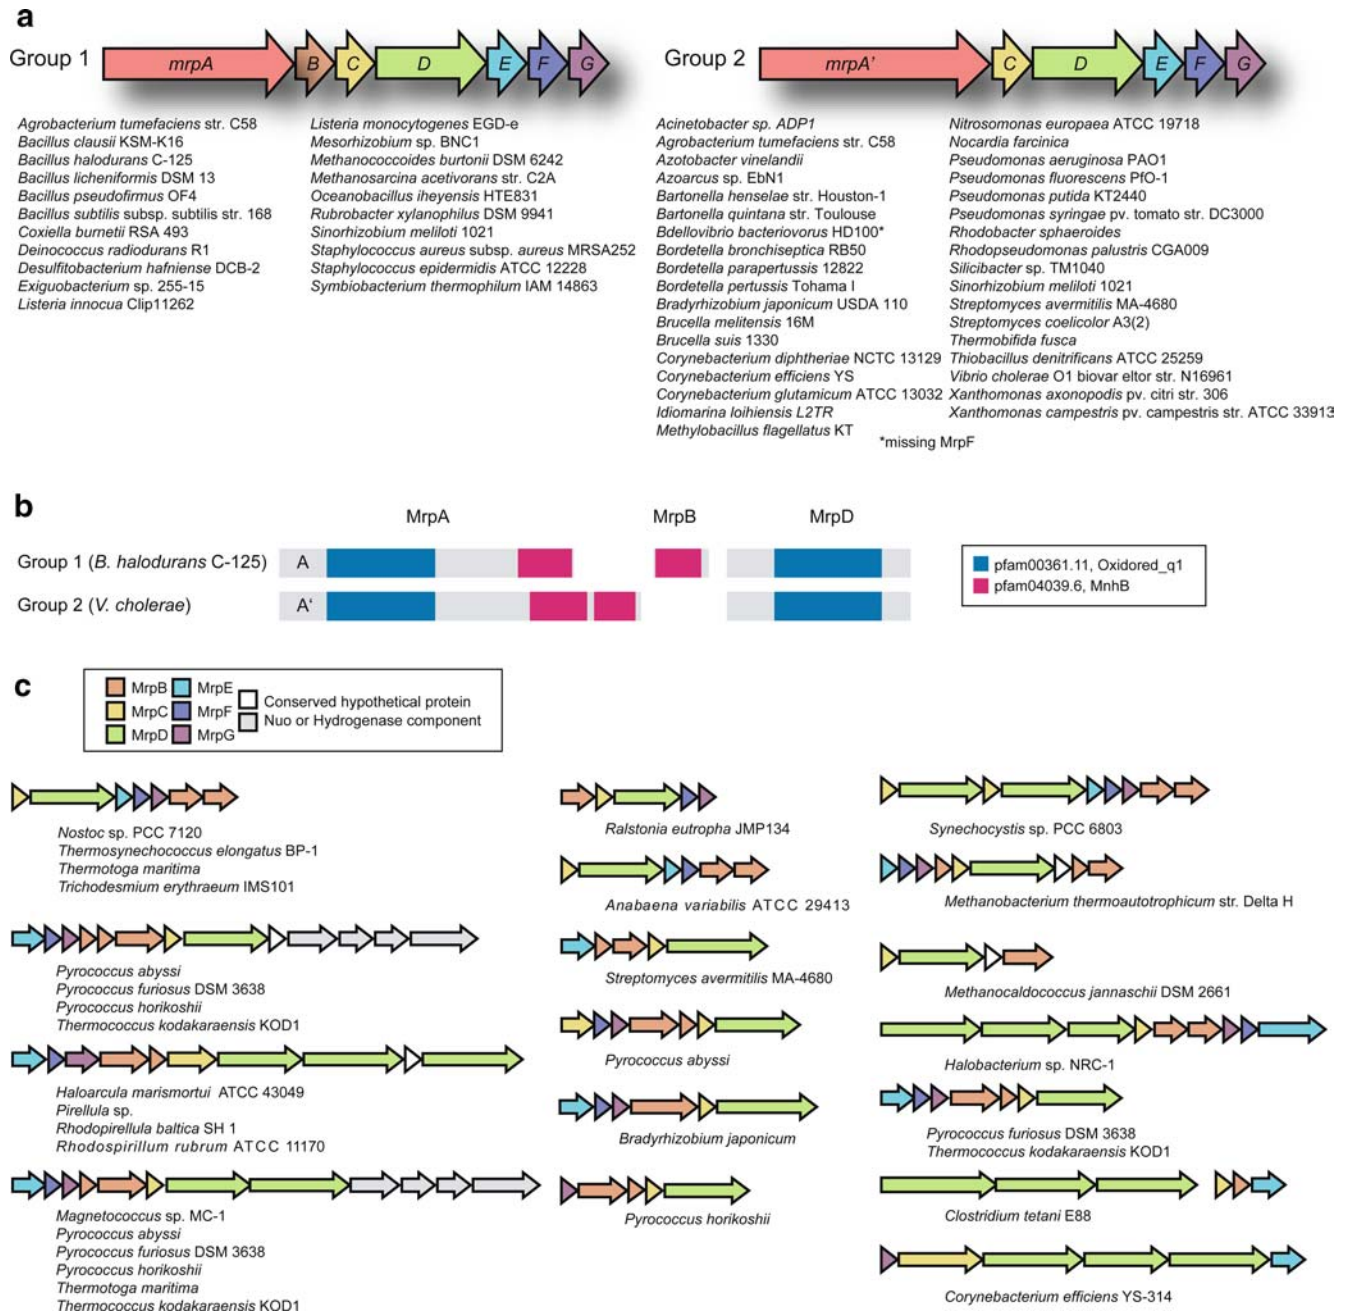 a
Group 1
mrpA
B
C
D
E
F
G
Agrobacterium tumefaciens str. C58
Bacillus clausii KSM-K16
Bacillus halodurans C-125
Bacillus licheniformis DSM 13
Bacillus pseudofirmus OF4
Bacillus subtilis subsp. subtilis str. 168
Coxiella burnetii RSA 493
Deinococcus radiodurans R1
Desulfitobacterium hafniense DCB-2
Exiguobacterium sp. 255-15
Listeria innocua Clip11262
Listeria monocytogenes EGD-e
Mesorhizobium sp. BNC1
Methanococcoides burtonii DSM 6242
Methanosarcina acetivorans str. C2A
Oceanobacillus iheyensis HTE831
Rubrobacter xylanophilus DSM 9941
Sinorhizobium meliloti 1021
Staphylococcus aureus subsp. aureus MRSA252
Staphylococcus epidermidis ATCC 12228
Symbiobacterium thermophilum IAM 14863
Group 2
mrpA'
C
D
E
F
G
Acinetobacter sp. ADP1
Agrobacterium tumefaciens str. C58
Azotobacter vinelandii
Azoarcus sp. EbN1
Bartonella henselae str. Houston-1
Bartonella quintana str. Toulouse
Bdellovibrio bacteriovorus HD100*
Bordetella bronchiseptica RB50
Bordetella parapertussis 12822
Bordetella pertussis Tohama I
Bradyrhizobium japonicum USDA 110
Brucella melitensis 16M
Brucella suis 1330
Corynebacterium diphtheriae NCTC 13129
Corynebacterium efficiens YS
Corynebacterium glutamicum ATCC 13032
Idiomarina loihiensis L2TR
Methylobacillus flagellatus KT
Nitrosomonas europaea ATCC 19718
Nocardia farcinica
Pseudomonas aeruginosa PAO1
Pseudomonas fluorescens PfO-1
Pseudomonas putida KT2440
Pseudomonas syringae pv. tomato str. DC3000
Rhodobacter sphaeroides
Rhodopseudomonas palustris CGA009
Silicibacter sp. TM1040
Sinorhizobium meliloti 1021
Streptomyces avermitilis MA-4680
Streptomyces coelicolor A3(2)
Thermobifida fusca
Thiobacillus denitrificans ATCC 25259
Vibrio cholerae O1 biovar eltor str. N16961
Xanthomonas axonopodis pv. citri str. 306
Xanthomonas campestris pv. campestris str. ATCC 33913
*missing MrpF
b
MrpA
MrpB
MrpD
Group 1 (B. halodurans C-125)
A
Group 2 (V. cholerae)
A'
pfam00361.11, Oxidored_q1
pfam04039.6, MnhB
c
MrpB
MrpC
MrpD
MrpE
MrpF
MrpG
Conserved hypothetical protein
Nuo or Hydrogenase component
Nostoc sp. PCC 7120
Thermosynechococcus elongatus BP-1
Thermotoga maritima
Trichodesmium erythraeum IMS101
Pyrococcus abyssi
Pyrococcus furiosus DSM 3638
Pyrococcus horikoshii
Thermococcus kodakaraensis KOD1
Haloarcula marismortui ATCC 43049
Pirellula sp.
Rhodopirellula baltica SH 1
Rhodospirillum rubrum ATCC 11170
Magnetococcus sp. MC-1
Pyrococcus abyssi
Pyrococcus furiosus DSM 3638
Pyrococcus horikoshii
Thermotoga maritima
Thermococcus kodakaraensis KOD1
Ralstonia eutropha JMP134
Anabaena variabilis ATCC 29413
Streptomyces avermitilis MA-4680
Pyrococcus abyssi
Bradyrhizobium japonicum
Pyrococcus horikoshii
Synechocystis sp. PCC 6803
Methanobacterium thermoautotrophicum str. Delta H
Methanocaldococcus jannaschii DSM 2661
Halobacterium sp. NRC-1
Pyrococcus furiosus DSM 3638
Thermococcus kodakaraensis KOD1
Clostridium tetani E88
Corynebacterium efficiens YS-314